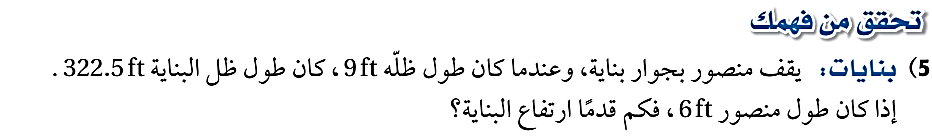 تحقق من فهمك
5) بنايات: يقف منصور بجوار بناية، وعندما كان طول ظلّه 9 ft ، كان طول ظل البناية 322.5 ft .
إذا كان طول منصور 6 ft ، فكم قدمًا ارتفاع البناية؟